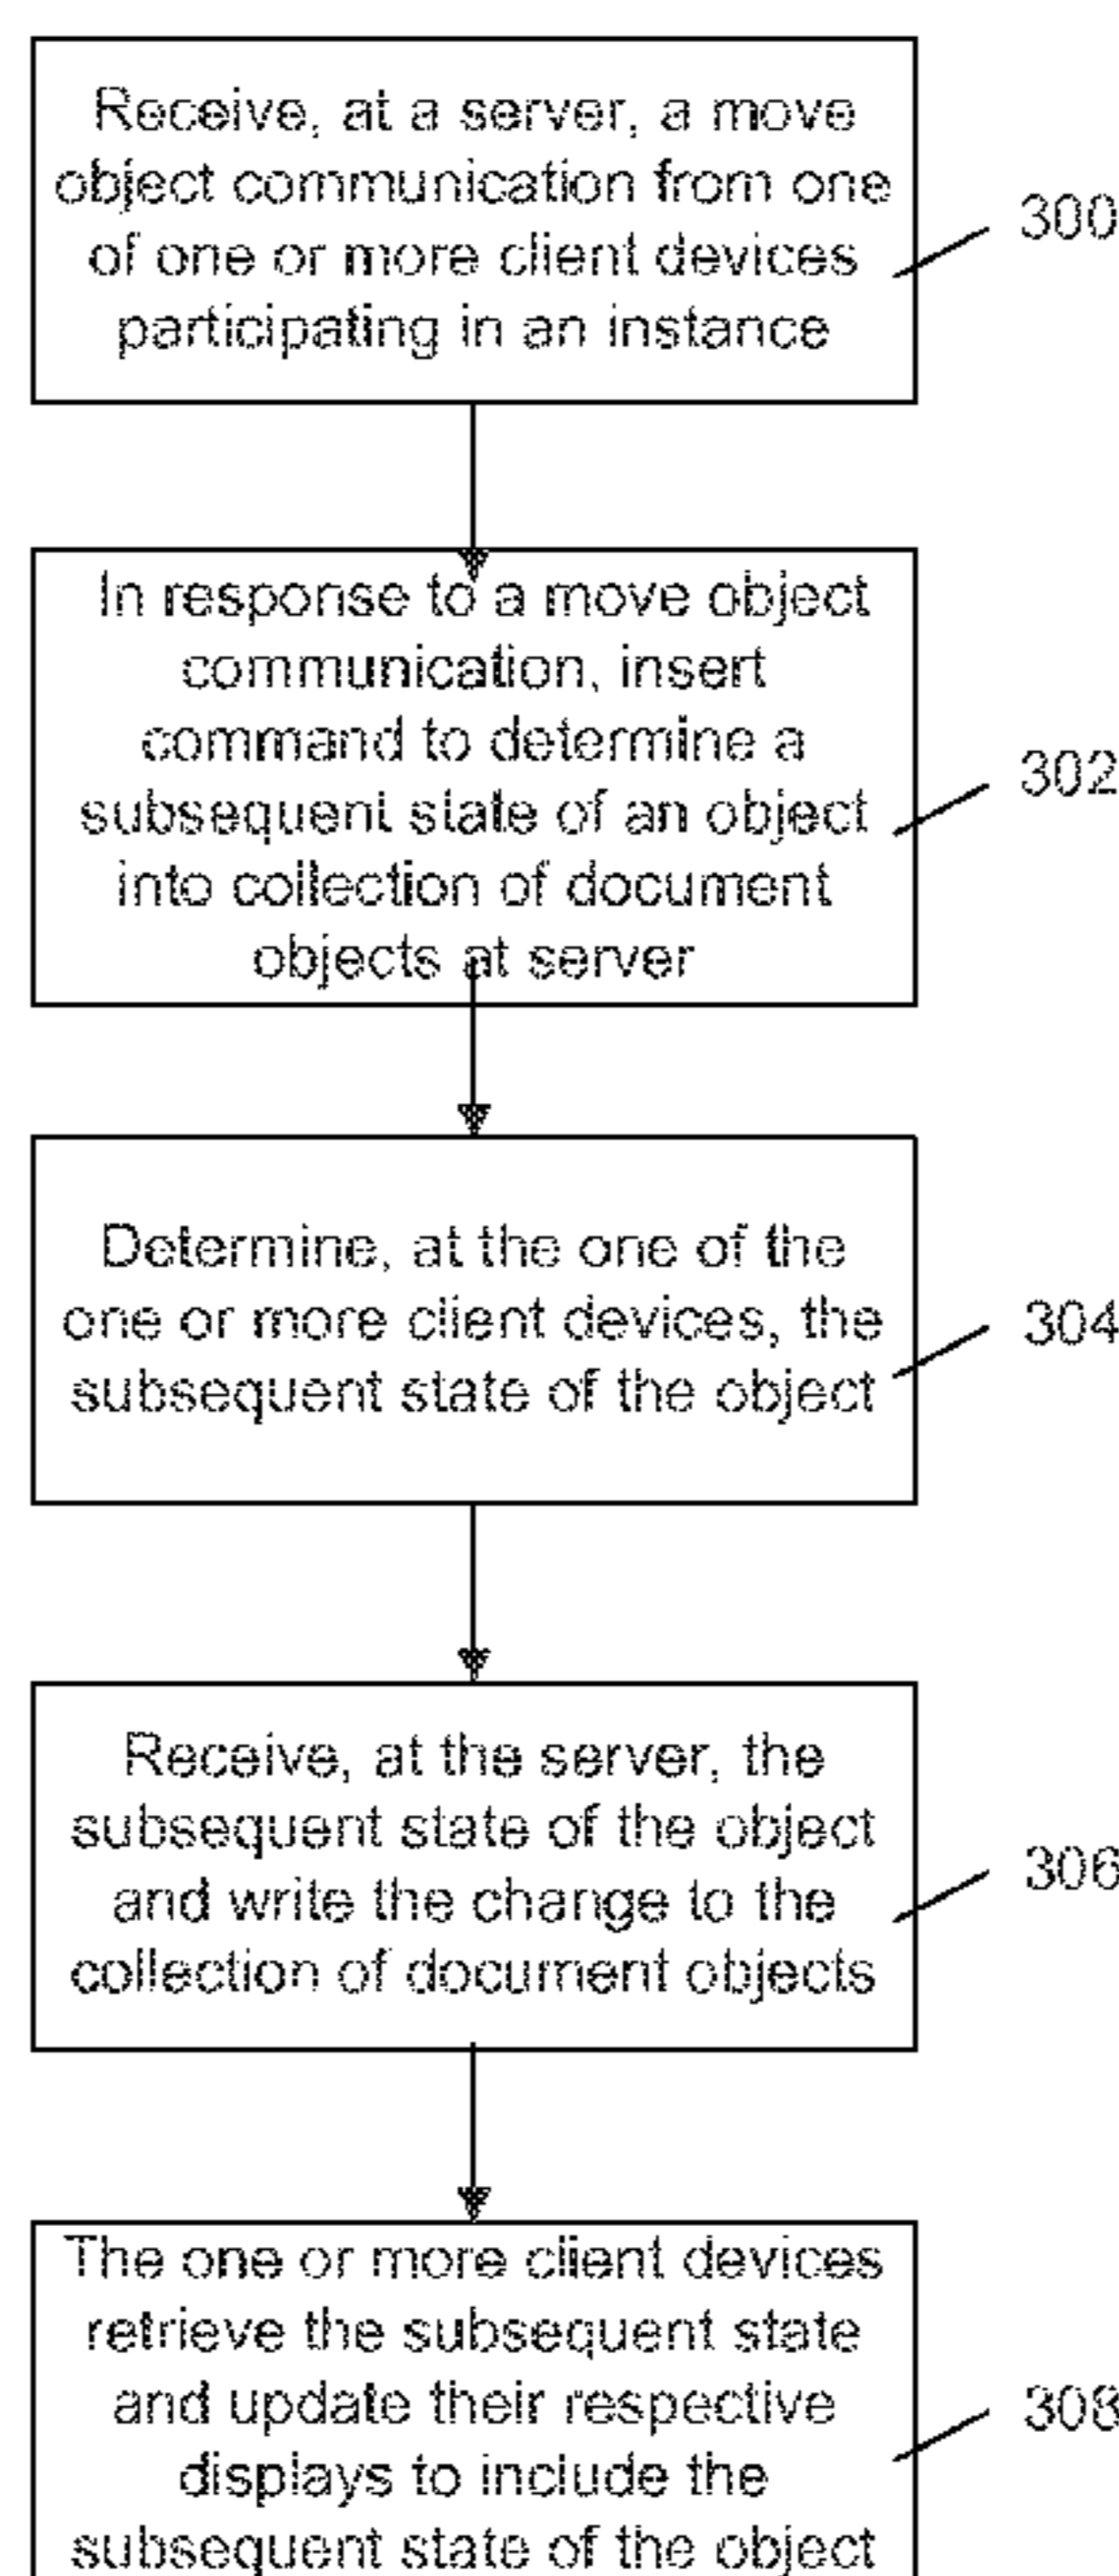 Receive, at a server, a move
object communication from one
of one or more client devices
participating in an instance
300
In response to a move object
communication, insert
command to determine a
subsequent state of an object
into collection of document
objects at server
302
Determine, at the one of the
one or more client devices, the
subsequent state of the object
304
Receive, at the server, the
subsequent state of the object
and write the change to the
collection of document objects
306
The one or more client devices
retrieve the subsequent state
and update their respective
displays to include the
subsequent state of the object
308